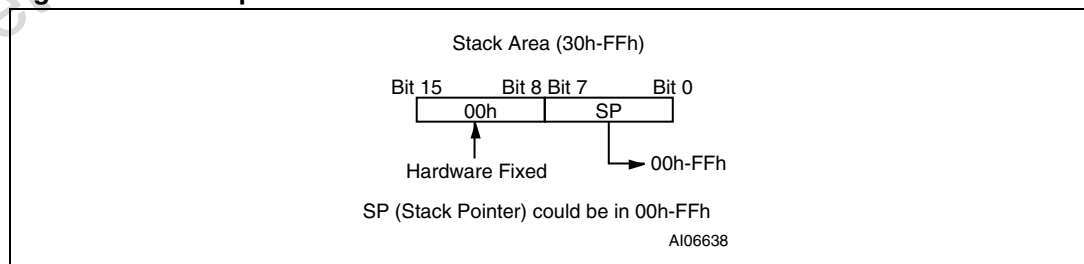 Stack Area (30h-FFh)
Bit 15 Bit 8 Bit 7 Bit 0
00h SP
Hardware Fixed 00h-FFh
SP (Stack Pointer) could be in 00h-FFh
AI06638